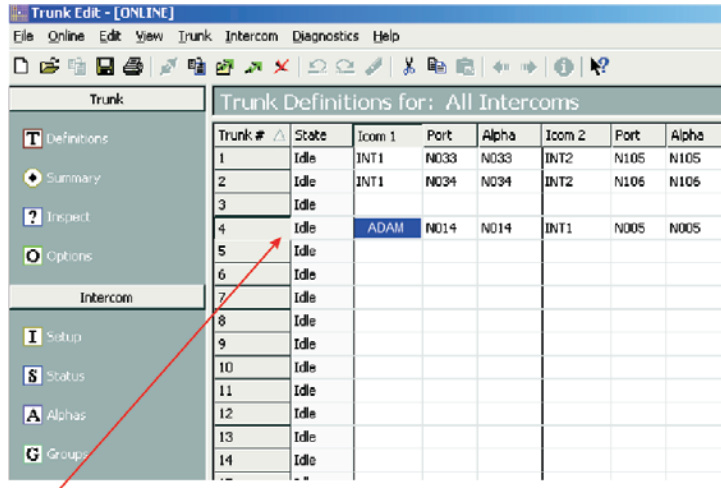 Trunk Edit - [ONLINE]
File Online Edit View Trunk Intercom Diagnostics Help
Trunk
Definitions
Summary
Inspect
Options
Intercom
Setup
Status
Alphas
Groups
Trunk Definitions for: All Intercoms
Trunk # State Icom 1 Port Alpha Icom 2 Port Alpha
1 Idle INT1 N033 N033 INT2 N105 N105
2 Idle INT1 N034 N034 INT2 N106 N106
3 Idle
4 Idle ADAM N014 N014 INT1 N005 N005
5 Idle
6 Idle
7 Idle
8 Idle
9 Idle
10 Idle
11 Idle
12 Idle
13 Idle
14 Idle